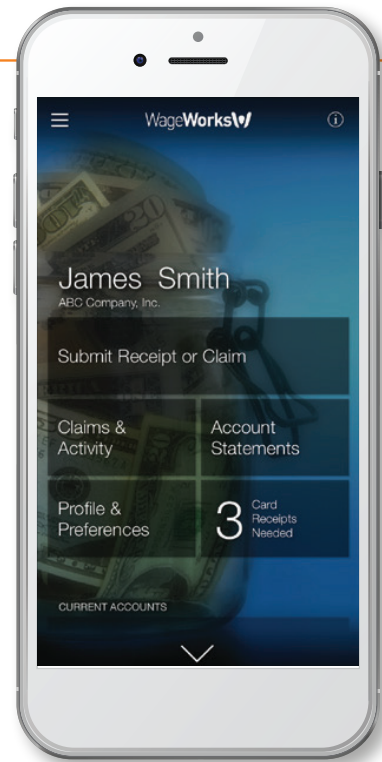 WageWorks
James Smith
ABC Company, Inc.
Submit Receipt or Claim
Claims &
Activity
Account
Statements
Profile &
Preferences
3
Card
Receipts
Needed
CURRENT ACCOUNTS